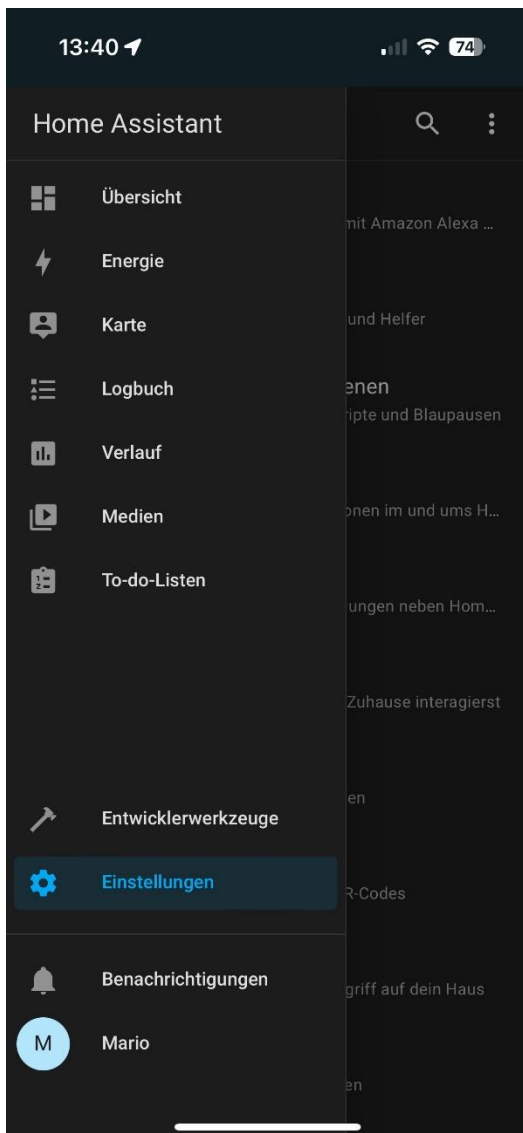 13:40
74
Home Assistant
Übersicht
mit Amazon Alexa ...
Energie
und Helfer
Karte
enen
Logbuch
ripte und Blaupausen
Verlauf
onen im und ums H...
Medien
To-do-Listen
ungen neben Hom...
Zuhause interagierst
en
Entwicklerwerkzeuge
Einstellungen
R-Codes
Benachrichtigungen
griff auf dein Haus
M
Mario
en